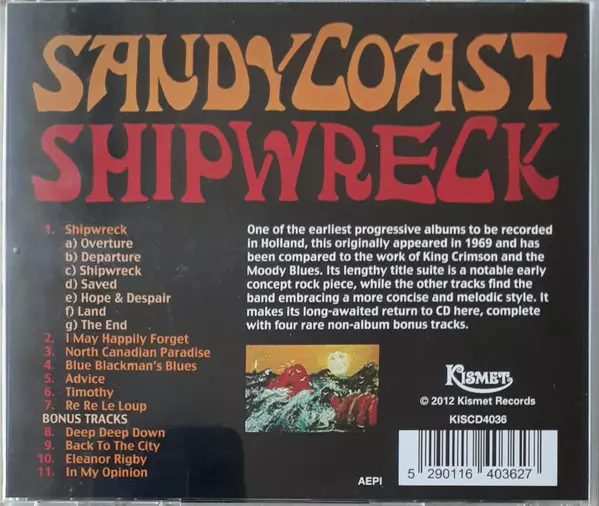 SANDY COAST
SHIPWRECK
1. Shipwreck
a) Overture
b) Departure
c) Shipwreck
d) Saved
e) Hope & Despair
f) Land
g) The End
2. I May Happily Forget
3. North Canadian Paradise
4. Blue Blackman's Blues
5. Advice
6. Timothy
7. Re Re Le Loup
BONUS TRACKS
8. Deep Deep Down
9. Back To The City
10. Eleanor Rigby
11. In My Opinion
One of the earliest progressive albums to be recorded
in Holland, this originally appeared in 1969 and has
been compared to the work of King Crimson and the
Moody Blues. Its lengthy title suite is a notable early
concept rock piece, while the other tracks find the
band embracing a more concise and melodic style. It
makes its long-awaited return to CD here, complete
with four rare non-album bonus tracks.
KISMET
© 2012 Kismet Records
KISCD4036
AEPI
5 290116 403627